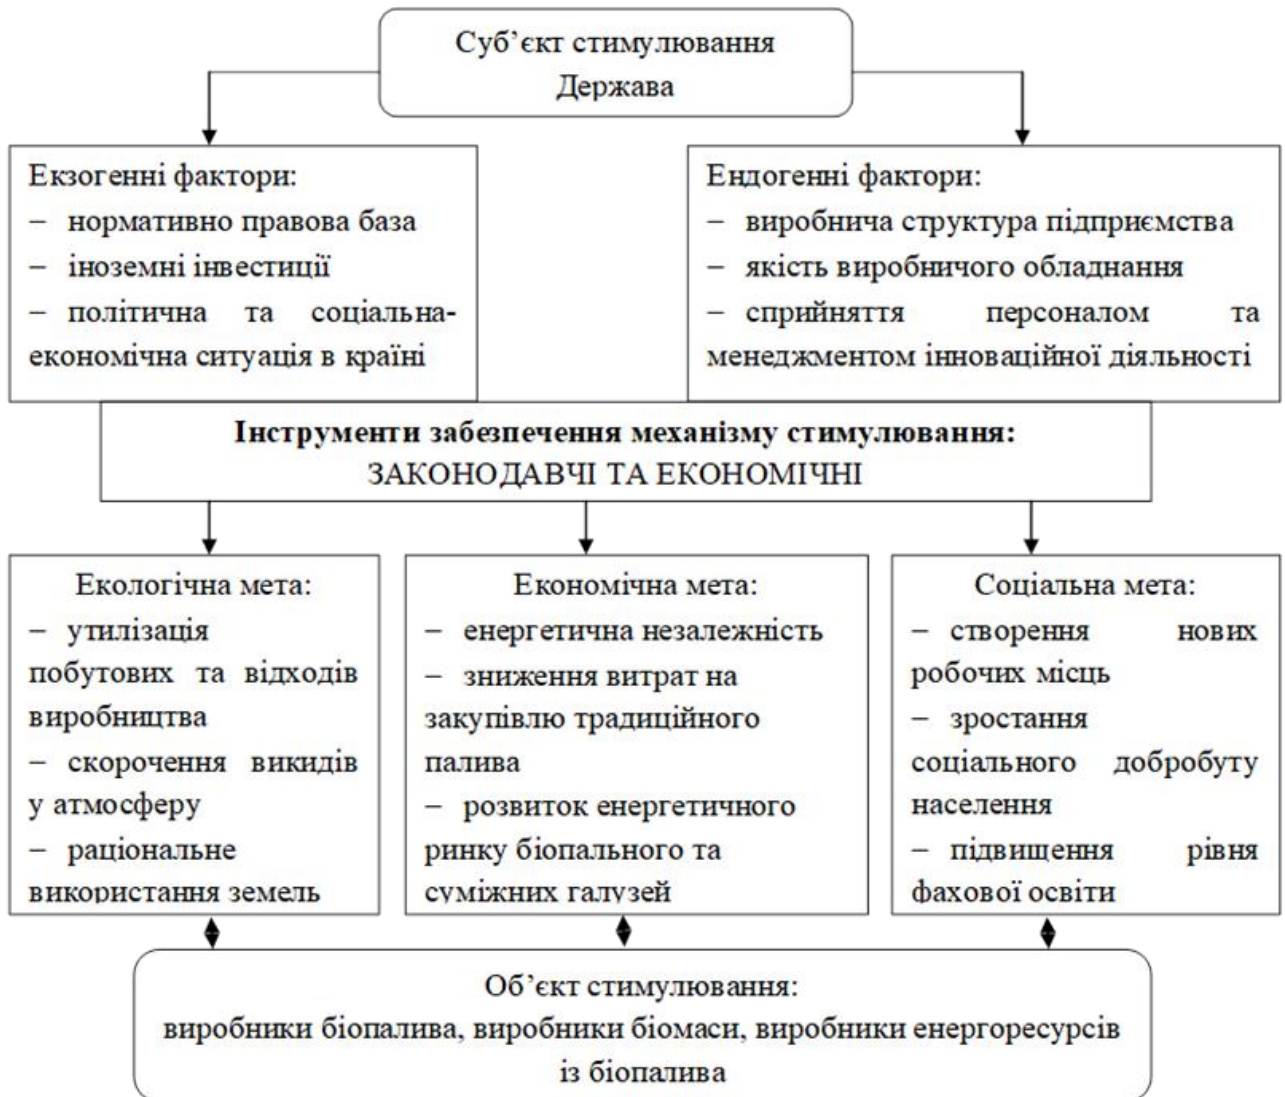 Суб’єкт стимулювання
Держава
Екзогенні фактори:
– нормативно правова база
– іноземні інвестиції
– політична та соціальна-
економічна ситуація в країні
Ендогенні фактори:
– виробнича структура підприємства
– якість виробничого обладнання
– сприйняття персоналом та
менеджментом інноваційної діяльності
Інструменти забезпечення механізму стимулювання:
ЗАКОНОДАВЧІ ТА ЕКОНОМІЧНІ
Екологічна мета:
– утилізація
побутових та відходів
виробництва
– скорочення викидів
у атмосферу
– раціональне
використання земель
Економічна мета:
– енергетична незалежність
– зниження витрат на
закупівлю традиційного
палива
– розвиток енергетичного
ринку біопального та
суміжних галузей
Соціальна мета:
– створення нових
робочих місць
– зростання
соціального добробуту
населення
– підвищення рівня
фахової освіти
Об’єкт стимулювання:
виробники біопалива, виробники біомаси, виробники енергоресурсів
із біопалива